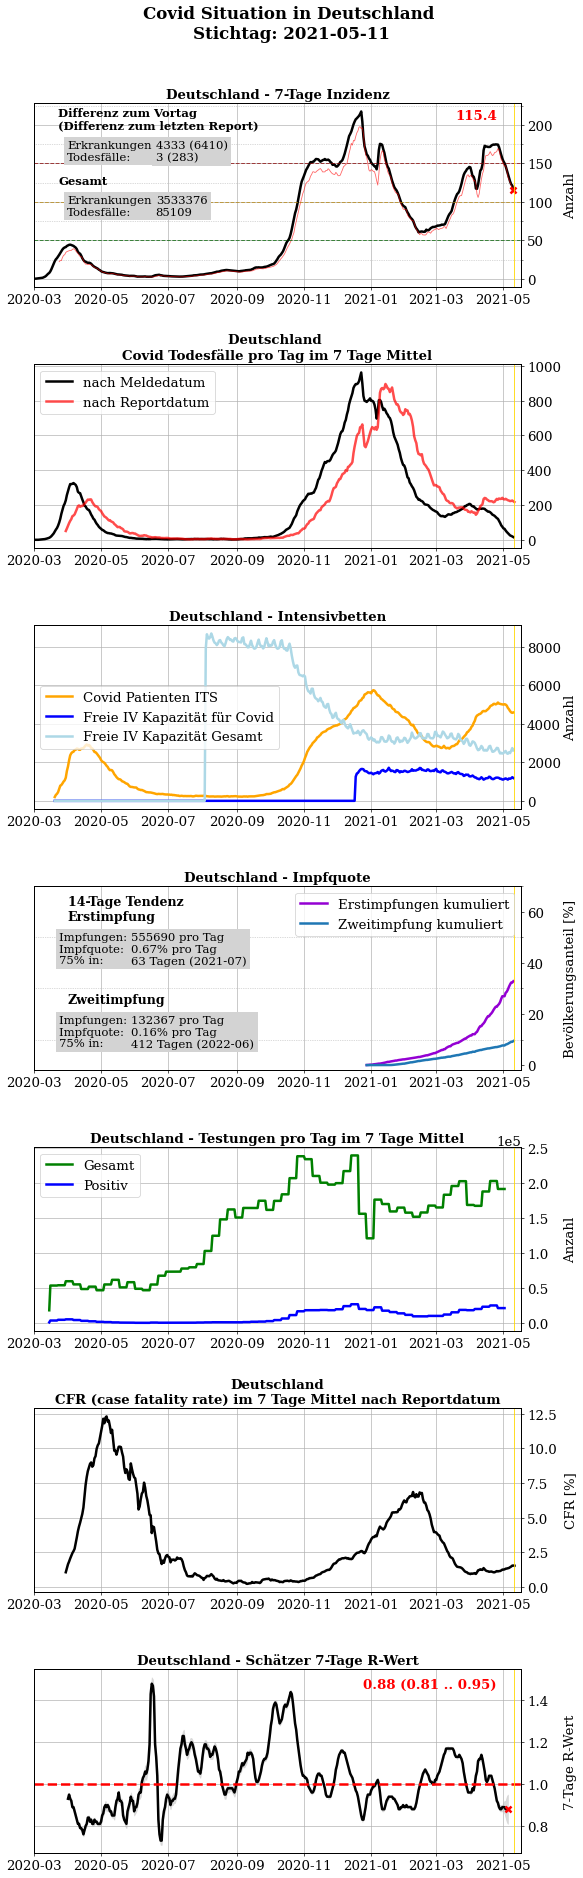 Covid Situation in Deutschland
Stichtag: 2021-05-11
Deutschland - 7-Tage Inzidenz
Differenz zum Vortag
(Differenz zum letzten Report)
Erkrankungen 4333 (6410)
Todesfälle: 3 (283)
Gesamt
Erkrankungen 3533376
Todesfälle: 85109
115.4
200
150
100
50
0
Anzahl
2020-03 2020-05 2020-07 2020-09 2020-11 2021-01 2021-03 2021-05
Deutschland
Covid Todesfälle pro Tag im 7 Tage Mittel
nach Meldedatum
nach Reportdatum
1000
800
600
400
200
0
2020-03 2020-05 2020-07 2020-09 2020-11 2021-01 2021-03 2021-05
Deutschland - Intensivbetten
Covid Patienten ITS
Freie IV Kapazität für Covid
Freie IV Kapazität Gesamt
8000
6000
4000
2000
0
Anzahl
2020-03 2020-05 2020-07 2020-09 2020-11 2021-01 2021-03 2021-05
Deutschland - Impfquote
14-Tage Tendenz
Erstimpfung
Impfungen: 555690 pro Tag
Impfquote: 0.67% pro Tag
75% in: 63 Tagen (2021-07)
Zweitimpfung
Impfungen: 132367 pro Tag
Impfquote: 0.16% pro Tag
75% in: 412 Tagen (2022-06)
Erstimpfungen kumuliert
Zweitimpfung kumuliert
60
40
20
0
Bevölkerungsanteil [%]
2020-03 2020-05 2020-07 2020-09 2020-11 2021-01 2021-03 2021-05
Deutschland - Testungen pro Tag im 7 Tage Mittel
1e5
Gesamt
Positiv
2.5
2.0
1.5
1.0
0.5
0.0
Anzahl
2020-03 2020-05 2020-07 2020-09 2020-11 2021-01 2021-03 2021-05
Deutschland
CFR (case fatality rate) im 7 Tage Mittel nach Reportdatum
12.5
10.0
7.5
5.0
2.5
0.0
CFR [%]
2020-03 2020-05 2020-07 2020-09 2020-11 2021-01 2021-03 2021-05
Deutschland - Schätzer 7-Tage R-Wert
0.88 (0.81 .. 0.95)
1.4
1.2
1.0
0.8
7-Tage R-Wert
2020-03 2020-05 2020-07 2020-09 2020-11 2021-01 2021-03 2021-05